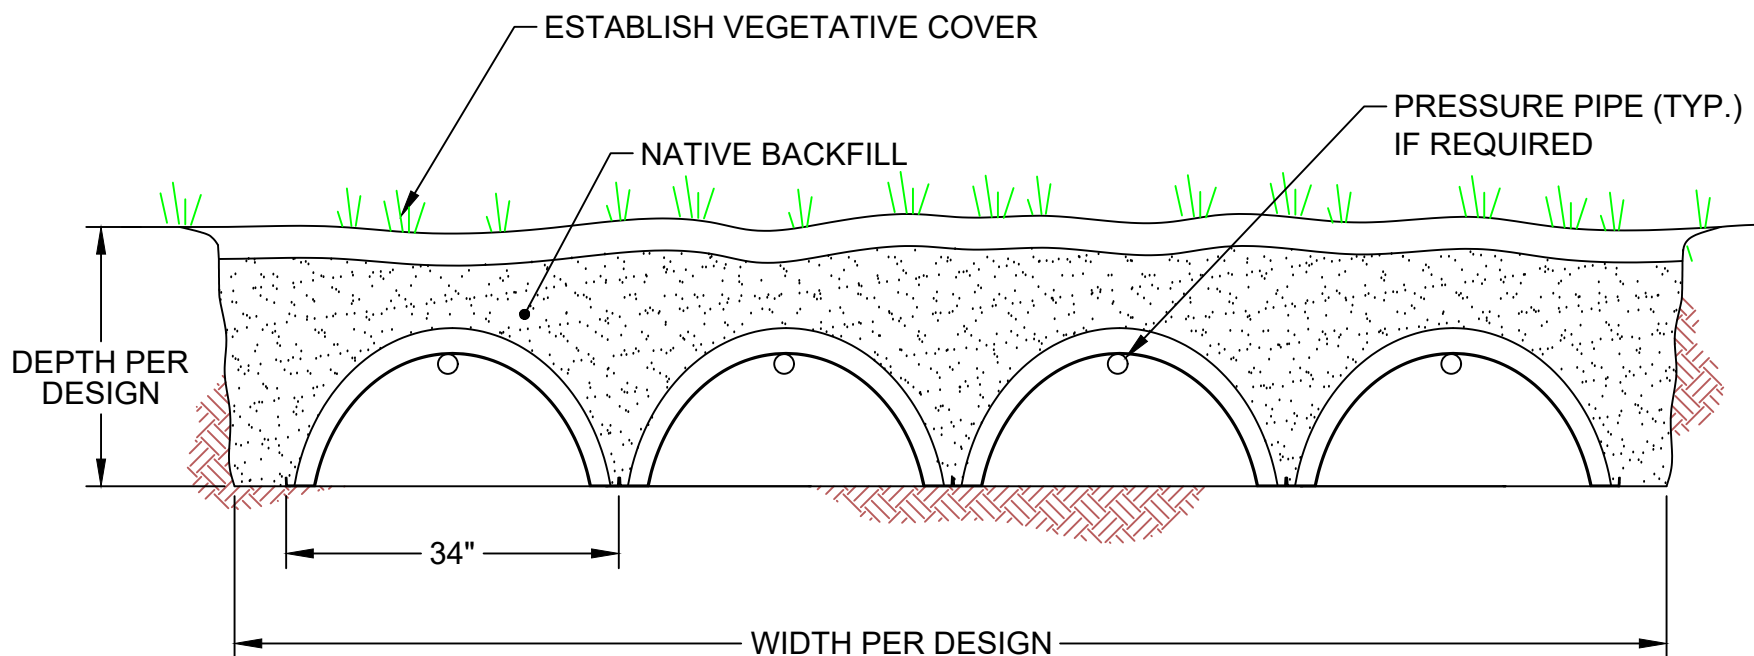 ESTABLISH VEGETATIVE COVER
PRESSURE PIPE (TYP.)
IF REQUIRED
NATIVE BACKFILL
DEPTH PER
DESIGN
34"
WIDTH PER DESIGN